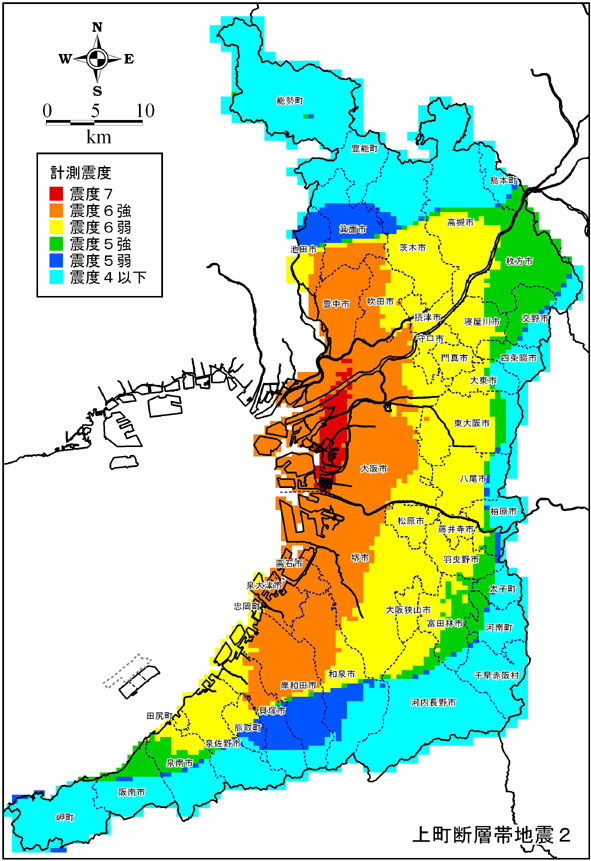 N
W E
S
0 5 10
km
計測震度
震度７
震度６強
震度６弱
震度５強
震度５弱
震度４以下
能勢町
豊能町
島本町
高槻市
箕面市
茨木市
池田市
枚方市
豊中市
吹田市
摂津市
寝屋川市
交野市
守口市
門真市
四条畷市
大東市
東大阪市
大阪市
八尾市
柏原市
松原市
藤井寺市
堺市
羽曳野市
高石市
泉大津市
太子町
忠岡町
大阪狭山市
富田林市
河南町
和泉市
千早赤阪村
岸和田市
河内長野市
貝塚市
田尻町
熊取町
泉佐野市
泉南市
阪南市
岬町
上町断層帯地震２